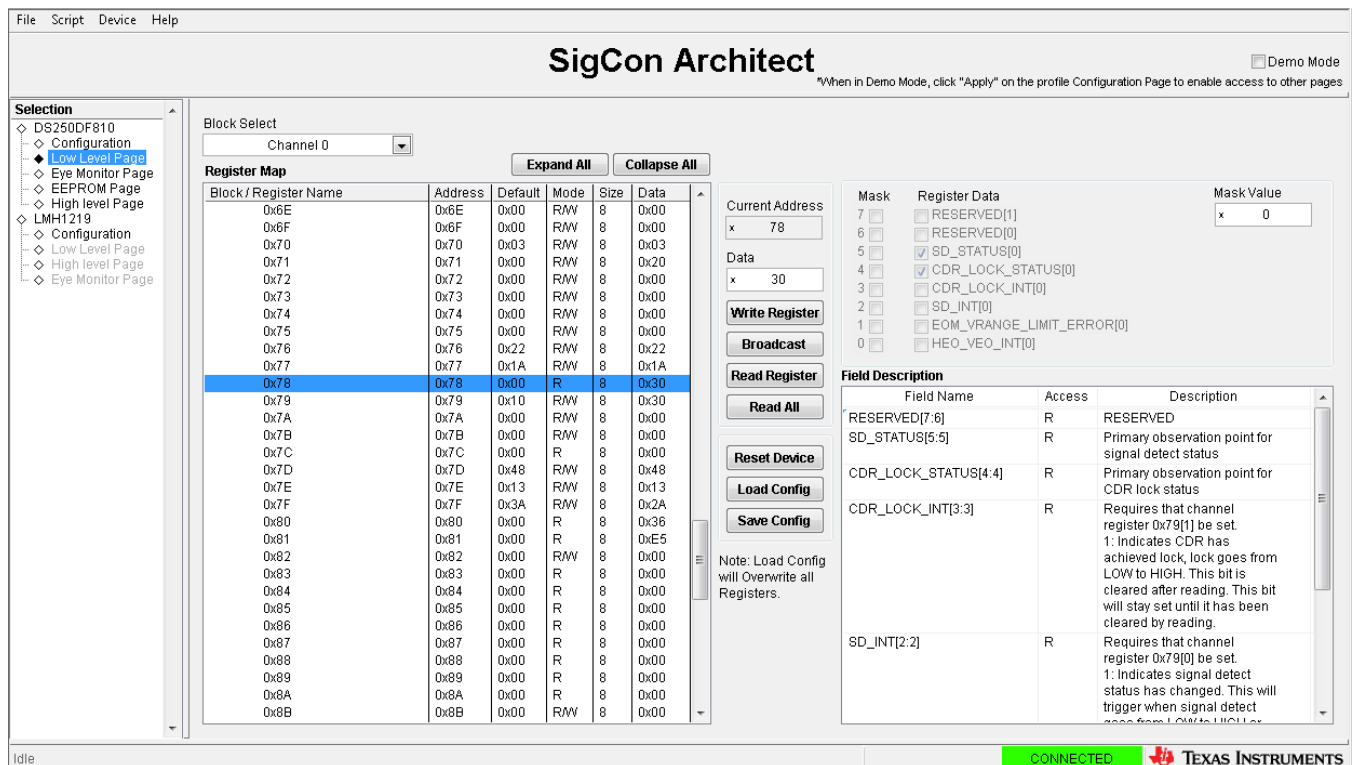 File Script Device Help
SigCon Architect
Demo Mode
"When in Demo Mode, click "Apply" on the profile Configuration Page to enable access to other pages
Selection
DS250DF810
Configuration
Low Level Page
Eye Monitor Page
EEPROM Page
High level Page
LMH1219
Configuration
Low Level Page
High level Page
Eye Monitor Page
Block Select
Channel 0
Expand All Collapse All
Register Map
Block / Register Name Address Default Mode Size Data
0x6E 0x6E 0x00 R/W 8 0x00
0x6F 0x6F 0x00 R/W 8 0x00
0x70 0x70 0x03 R/W 8 0x03
0x71 0x71 0x00 R/W 8 0x20
0x72 0x72 0x00 R/W 8 0x00
0x73 0x73 0x00 R/W 8 0x00
0x74 0x74 0x00 R/W 8 0x00
0x75 0x75 0x00 R/W 8 0x00
0x76 0x76 0x22 R/W 8 0x22
0x77 0x77 0x1A R/W 8 0x1A
0x78 0x78 0x00 R 8 0x30
0x79 0x79 0x10 R/W 8 0x30
0x7A 0x7A 0x00 R/W 8 0x00
0x7B 0x7B 0x00 R/W 8 0x00
0x7C 0x7C 0x00 R 8 0x00
0x7D 0x7D 0x48 R/W 8 0x48
0x7E 0x7E 0x13 R/W 8 0x13
0x7F 0x7F 0x3A R/W 8 0x2A
0x80 0x80 0x00 R 8 0x36
0x81 0x81 0x00 R 8 0xE5
0x82 0x82 0x00 R/W 8 0x00
0x83 0x83 0x00 R 8 0x00
0x84 0x84 0x00 R 8 0x00
0x85 0x85 0x00 R 8 0x00
0x86 0x86 0x00 R 8 0x00
0x87 0x87 0x00 R 8 0x00
0x88 0x88 0x00 R 8 0x00
0x89 0x89 0x00 R 8 0x00
0x8A 0x8A 0x00 R 8 0x00
0x8B 0x8B 0x00 R/W 8 0x00
Current Address
x 78
Data
x 30
Write Register
Broadcast
Read Register
Read All
Reset Device
Load Config
Save Config
Note: Load Config
will Overwrite all
Registers.
Mask Register Data Mask Value
x 0
7 RESERVED[1]
6 RESERVED[0]
5 SD_STATUS[0]
4 CDR_LOCK_STATUS[0]
3 CDR_LOCK_INT[0]
2 SD_INT[0]
1 EOM_VRANGE_LIMIT_ERROR[0]
0 HEO_VEO_INT[0]
Field Description
Field Name Access Description
RESERVED[7:6] R RESERVED
SD_STATUS[5:5] R Primary observation point for
signal detect status
CDR_LOCK_STATUS[4:4] R Primary observation point for
CDR lock status
CDR_LOCK_INT[3:3] R Requires that channel
register 0x79[1] be set.
1: Indicates CDR has
achieved lock, lock goes from
LOW to HIGH. This bit is
cleared after reading. This bit
will stay set until it has been
cleared by reading.
SD_INT[2:2] R Requires that channel
register 0x79[0] be set.
1: Indicates signal detect
status has changed. This will
trigger when signal detect
goes from LOW to HIGH or
Idle
CONNECTED
TEXAS INSTRUMENTS